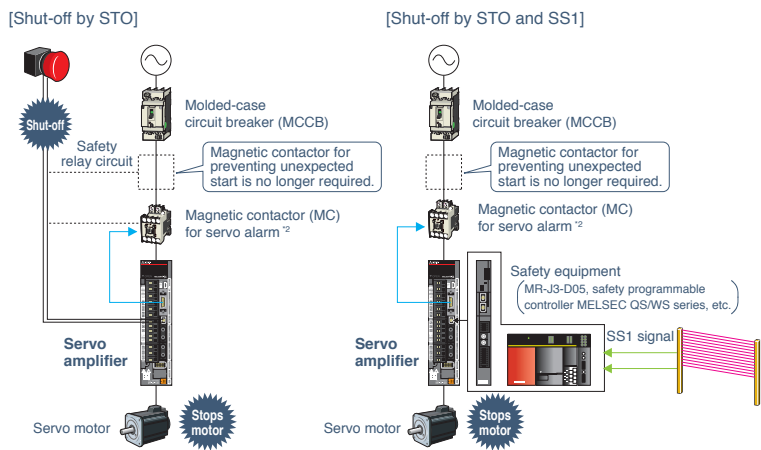 [Shut-off by STO]
Shut-off
Molded-case
circuit breaker (MCCB)
Safety
relay circuit
Magnetic contactor for
preventing unexpected
start is no longer required.
Magnetic contactor (MC)
for servo alarm *2
Servo
amplifier
Servo motor
Stops
motor
[Shut-off by STO and SS1]
Molded-case
circuit breaker (MCCB)
Magnetic contactor for
preventing unexpected
start is no longer required.
Magnetic contactor (MC)
for servo alarm *2
Safety equipment
(MR-J3-D05, safety programmable
controller MELSEC QS/WS series, etc.)
SS1 signal
Servo
amplifier
Servo motor
Stops
motor